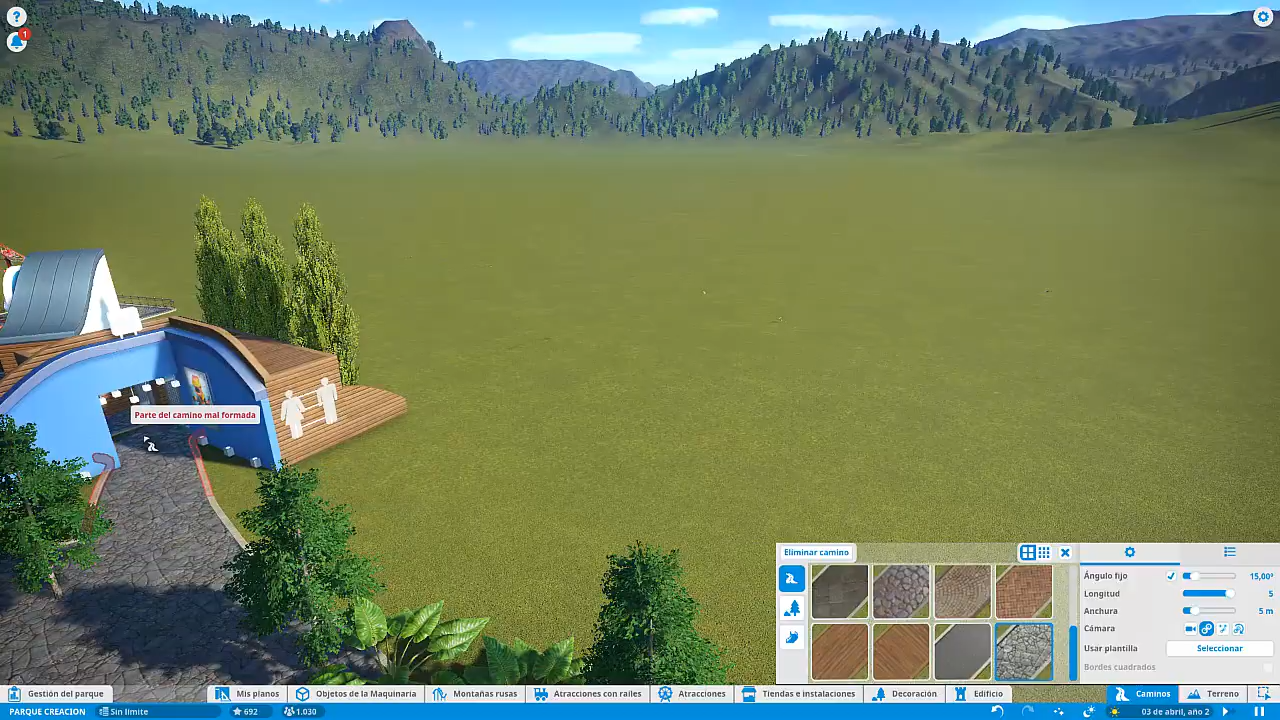 ?
1
Parte del camino mal formada
Eliminar camino
Ángulo fijo 15,00°
Longitud 5
Anchura 5 m
Cámara
Usar plantilla Seleccionar
Bordes cuadrados
Gestión del parque Mis planos Objetos de la Maquinaria Montañas rusas Atracciones con raíles Atracciones Tiendas e instalaciones Decoración Edificio Caminos Terreno
PARQUE CREACION Sin límite 692 1.030 03 de abril, año 2